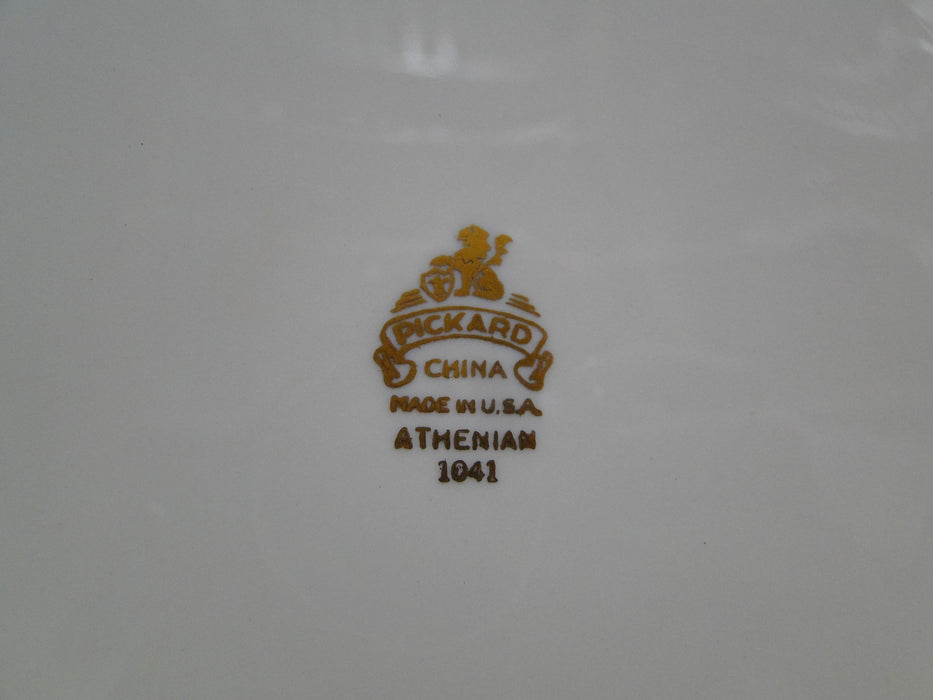 PICKARD
CHINA
MADE IN U.S.A.
ATHENIAN
1041